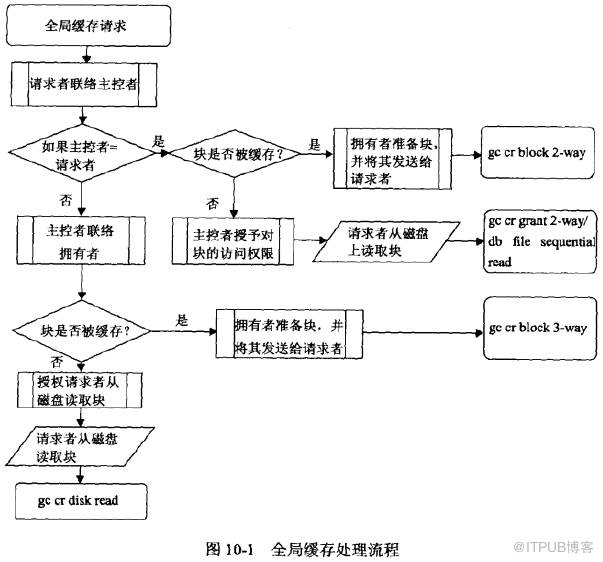 全局缓存请求
请求者联络主控者
如果主控者=
请求者
是
块是否被缓存？
是
拥有者准备块，
并将其发送给
请求者
gc cr block 2-way
否
否
主控者联络
拥有者
主控者授予对
块的访问权限
请求者从磁盘
上读取块
gc cr grant 2-way/
db file sequential
read
块是否被缓存？
是
拥有者准备块，并
将其发送给请求者
gc cr block 3-way
否
授权请求者从
磁盘读取块
请求者从磁盘
读取块
gc cr disk read
图 10-1 全局缓存处理流程
@ITPUB博客